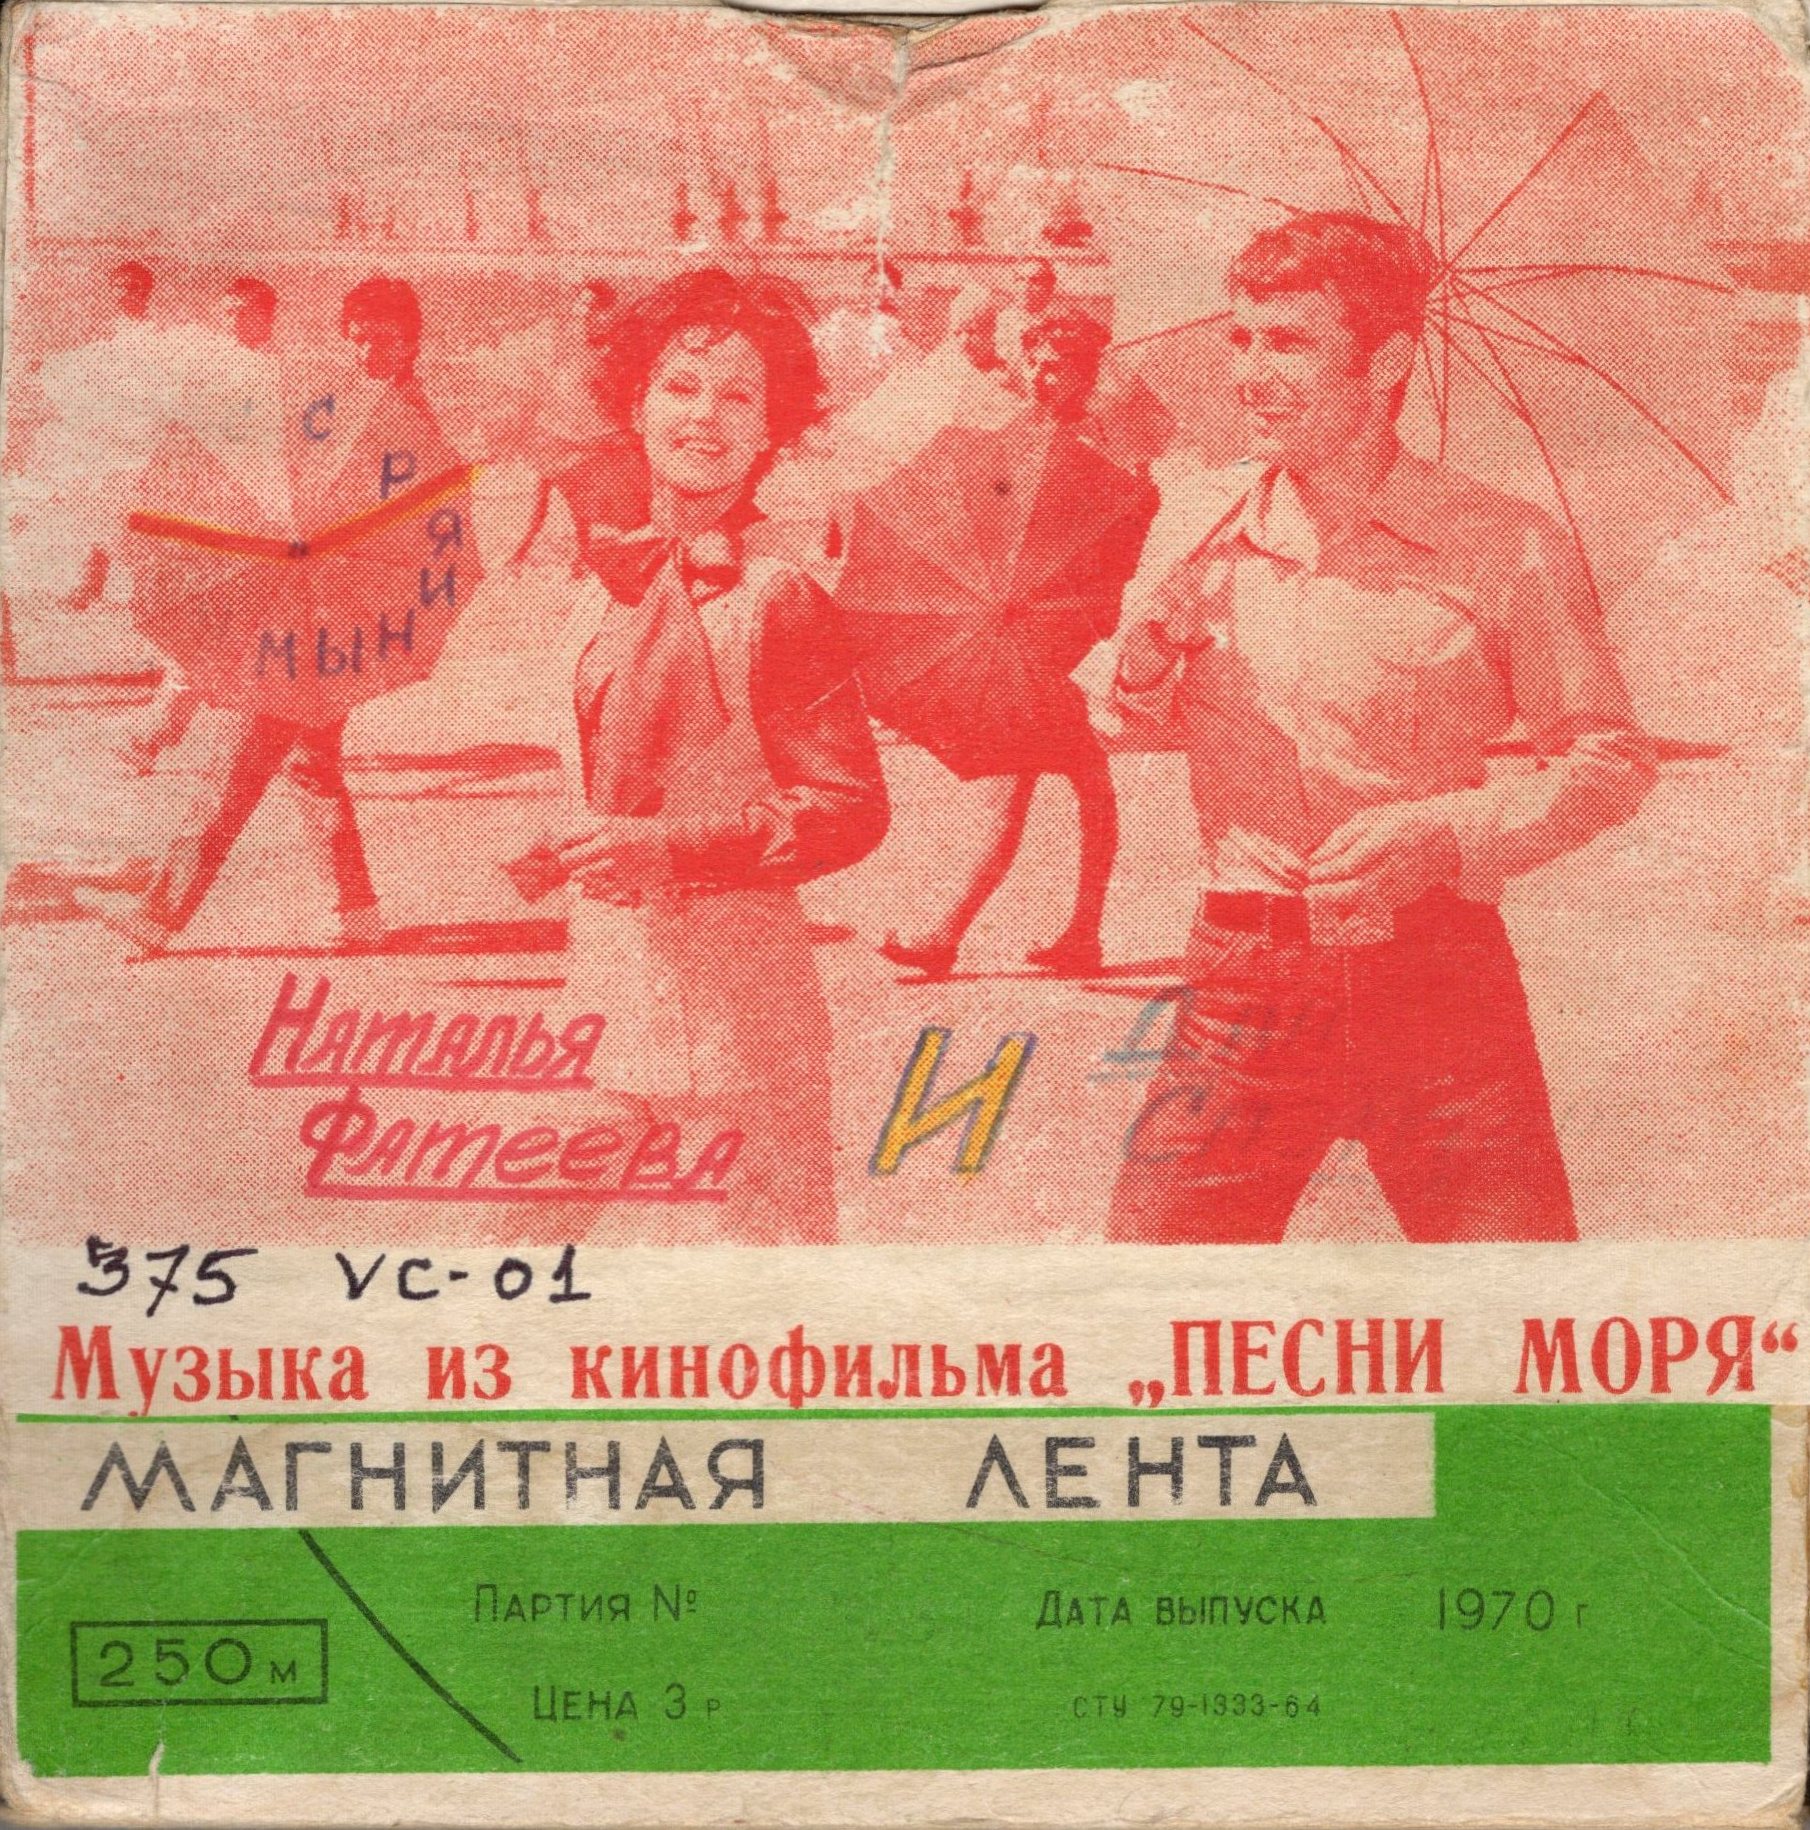 С
Р
Я
И
МЫН
Наталья
Фатеева
И
375 VC-01
Музыка из кинофильма „ПЕСНИ МОРЯ“
МАГНИТНАЯ ЛЕНТА
ПАРТИЯ № ДАТА ВЫПУСКА 1970 г
250 м
ЦЕНА 3 р СТУ 79-1333-64